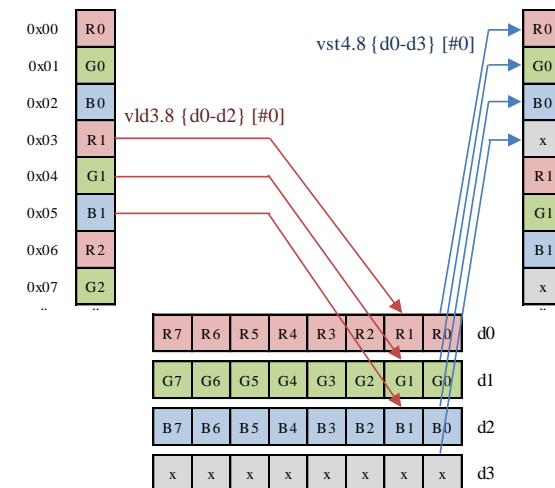 0x00 R0 R0
vst4.8 {d0-d3} [#0]
0x01 G0 G0
0x02 B0 B0
vld3.8 {d0-d2} [#0]
0x03 R1 x
0x04 G1 R1
0x05 B1 G1
0x06 R2 B1
0x07 G2 x
.. .. ..
R7 R6 R5 R4 R3 R2 R1 R0 d0
G7 G6 G5 G4 G3 G2 G1 G0 d1
B7 B6 B5 B4 B3 B2 B1 B0 d2
x x x x x x x x d3